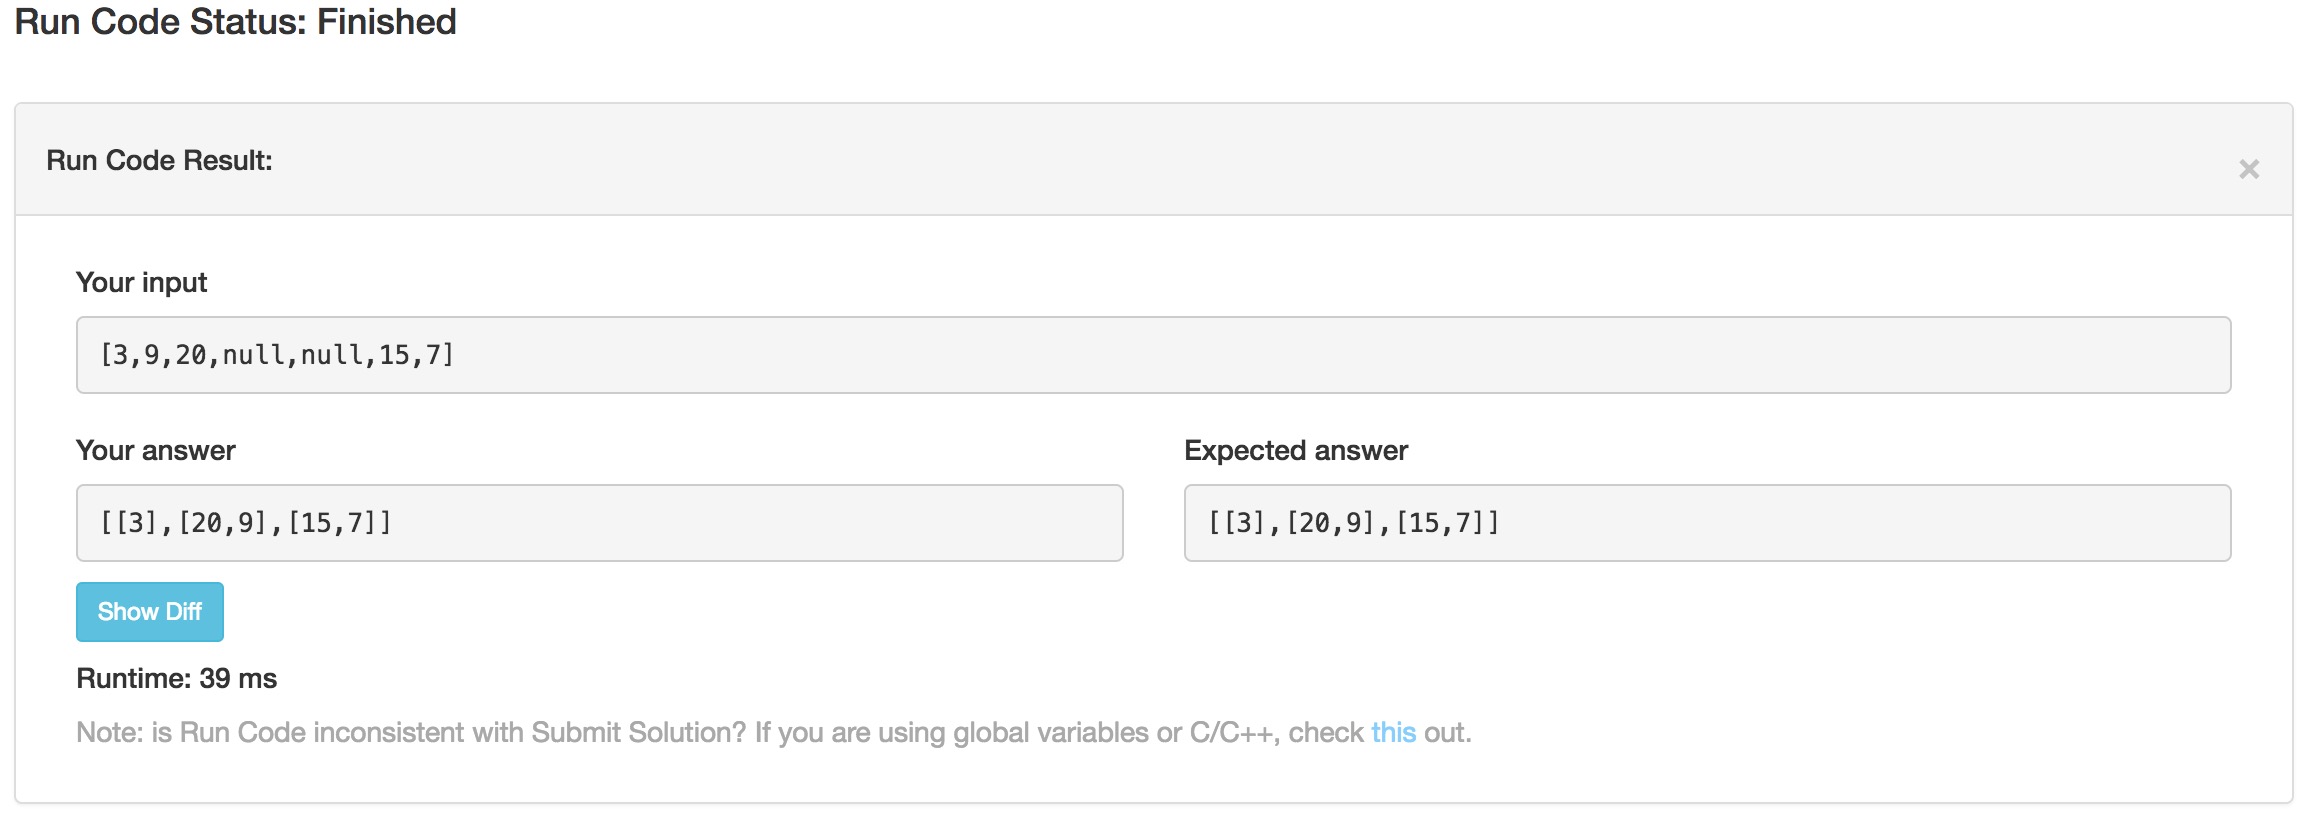 Run Code Status: Finished
Run Code Result:
×
Your input
[3,9,20,null,null,15,7]
Your answer
[[3],[20,9],[15,7]]
Expected answer
[[3],[20,9],[15,7]]
Show Diff
Runtime: 39 ms
Note: is Run Code inconsistent with Submit Solution? If you are using global variables or C/C++, check this out.